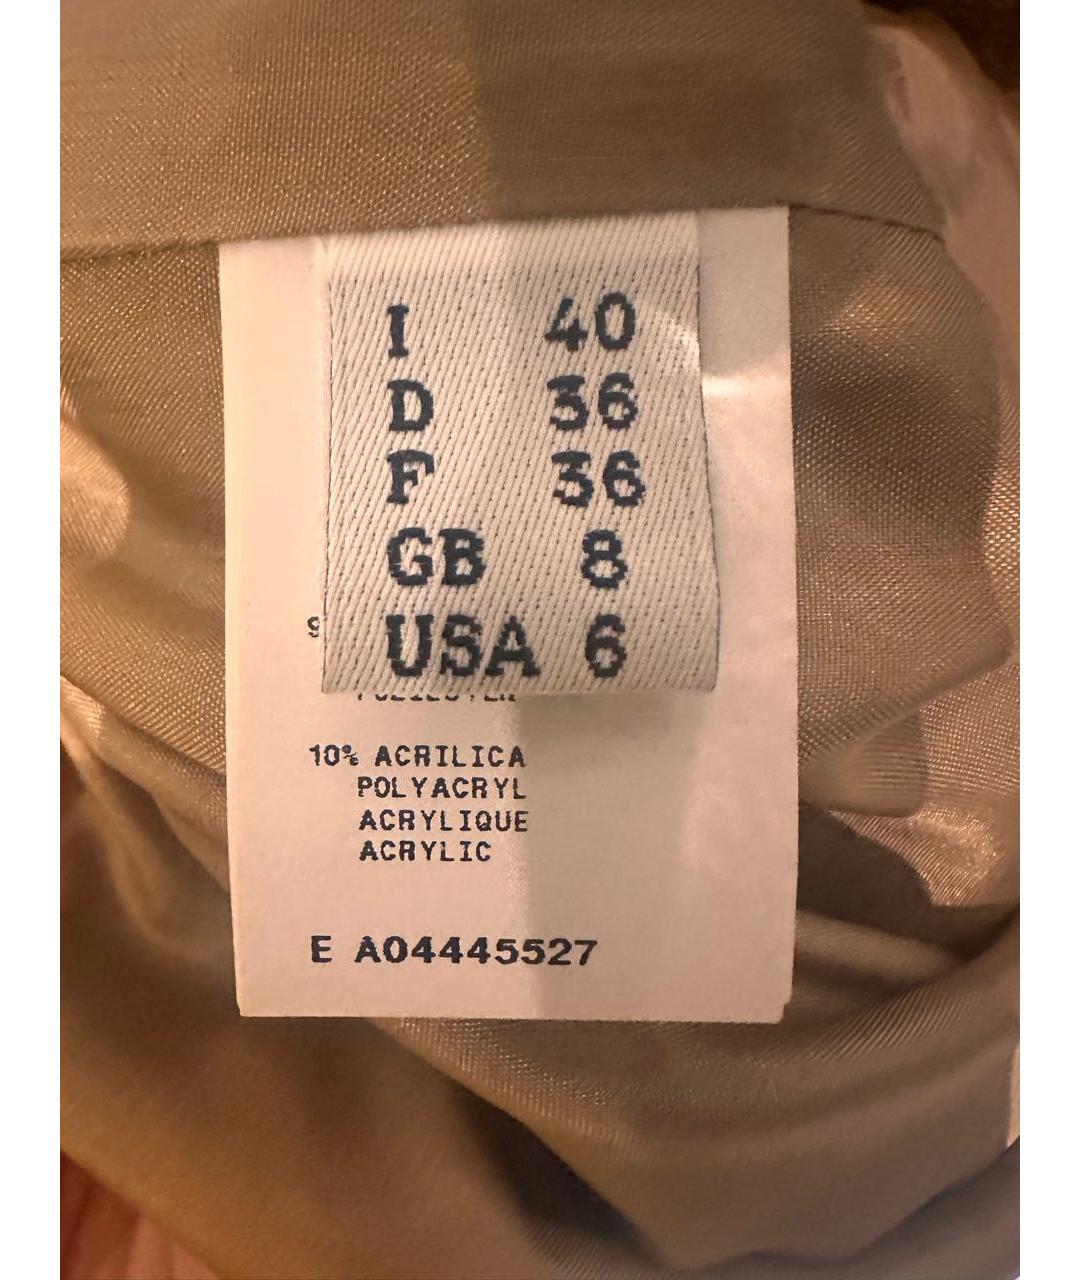 I 40
D 36
F 36
GB 8
USA 6
10% ACRILICA
POLYACRYL
ACRYLIQUE
ACRYLIC
E A04445527